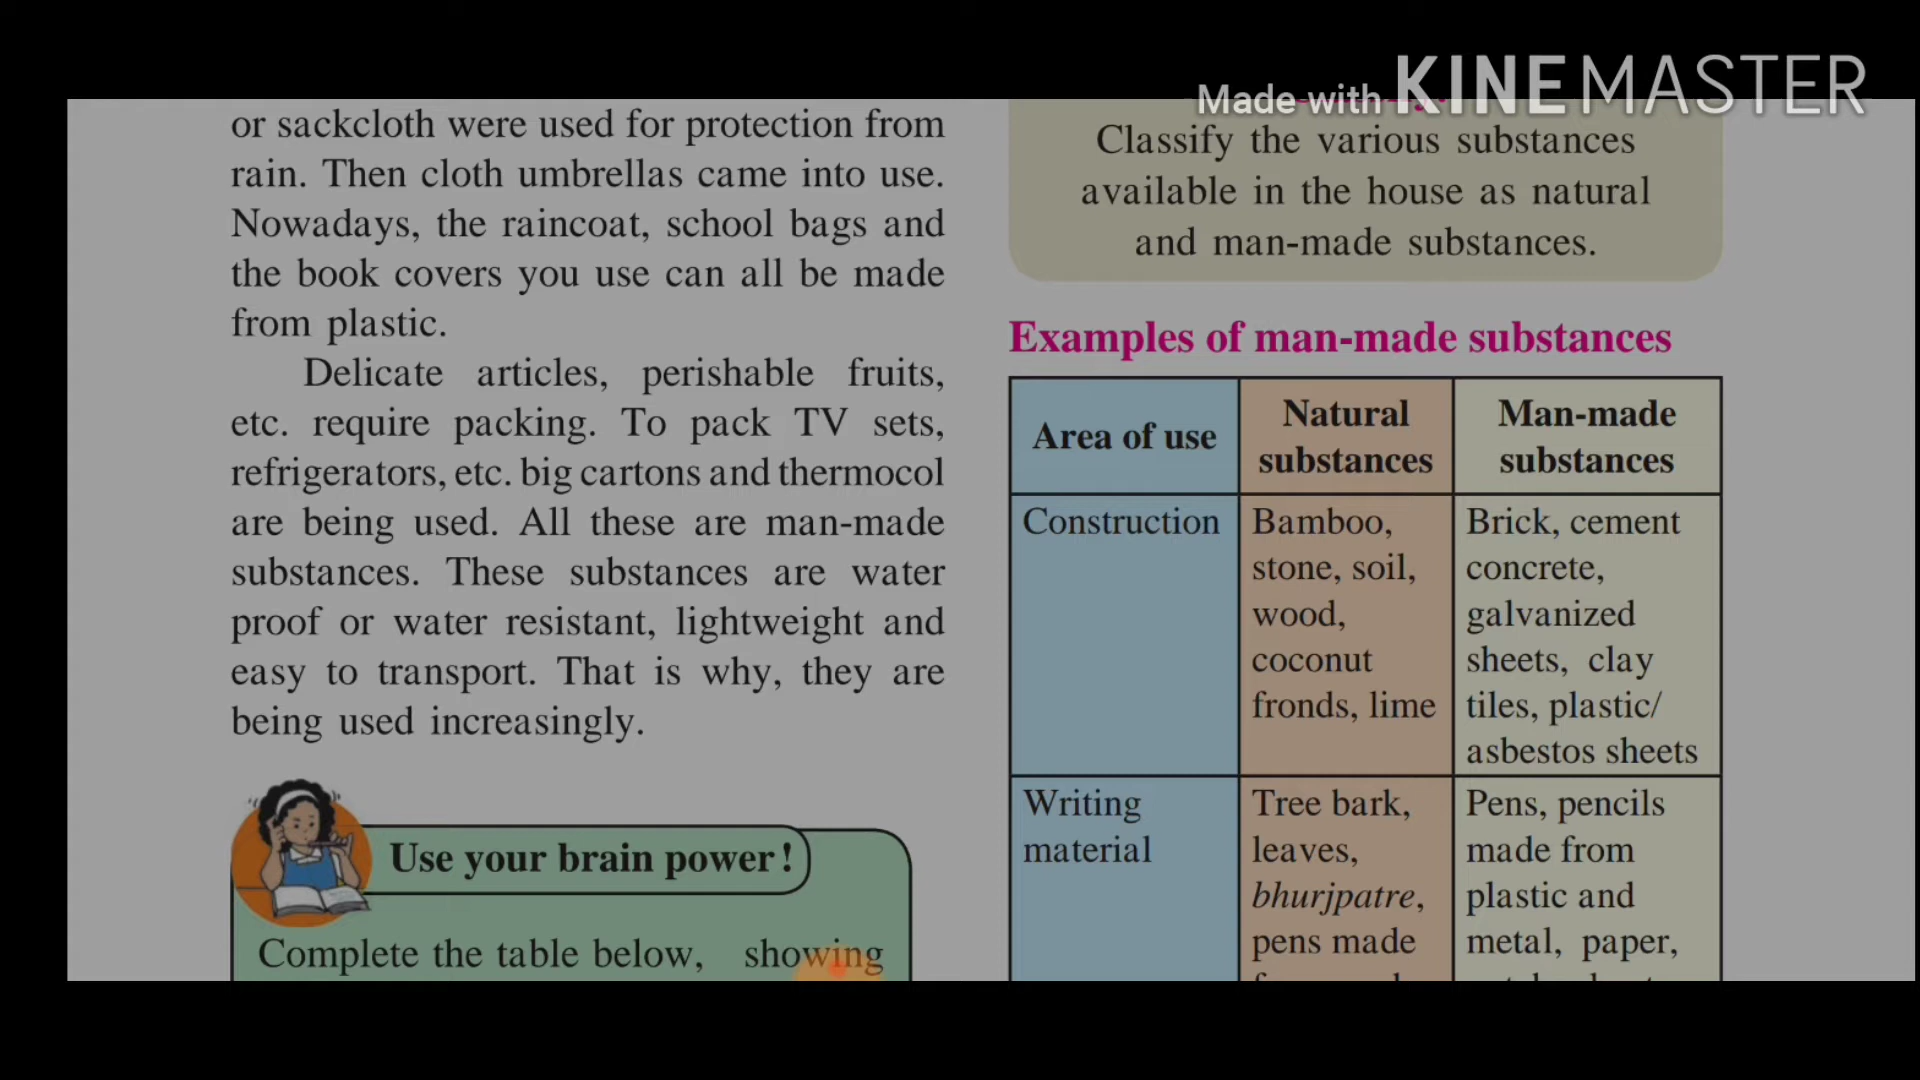 Made with KINEMASTER
or sackcloth were used for protection from
rain. Then cloth umbrellas came into use.
Nowadays, the raincoat, school bags and
the book covers you use can all be made
from plastic.
Delicate articles, perishable fruits,
etc. require packing. To pack TV sets,
refrigerators, etc. big cartons and thermocol
are being used. All these are man-made
substances. These substances are water
proof or water resistant, lightweight and
easy to transport. That is why, they are
being used increasingly.
Use your brain power!
Complete the table below, showing
Classify the various substances
available in the house as natural
and man-made substances.
Examples of man-made substances
Area of use
Natural
substances
Man-made
substances
Construction
Bamboo,
stone, soil,
wood,
coconut
fronds, lime
Brick, cement
concrete,
galvanized
sheets, clay
tiles, plastic/
asbestos sheets
Writing
material
Tree bark,
leaves,
bhurjpatre,
pens made
Pens, pencils
made from
plastic and
metal, paper,